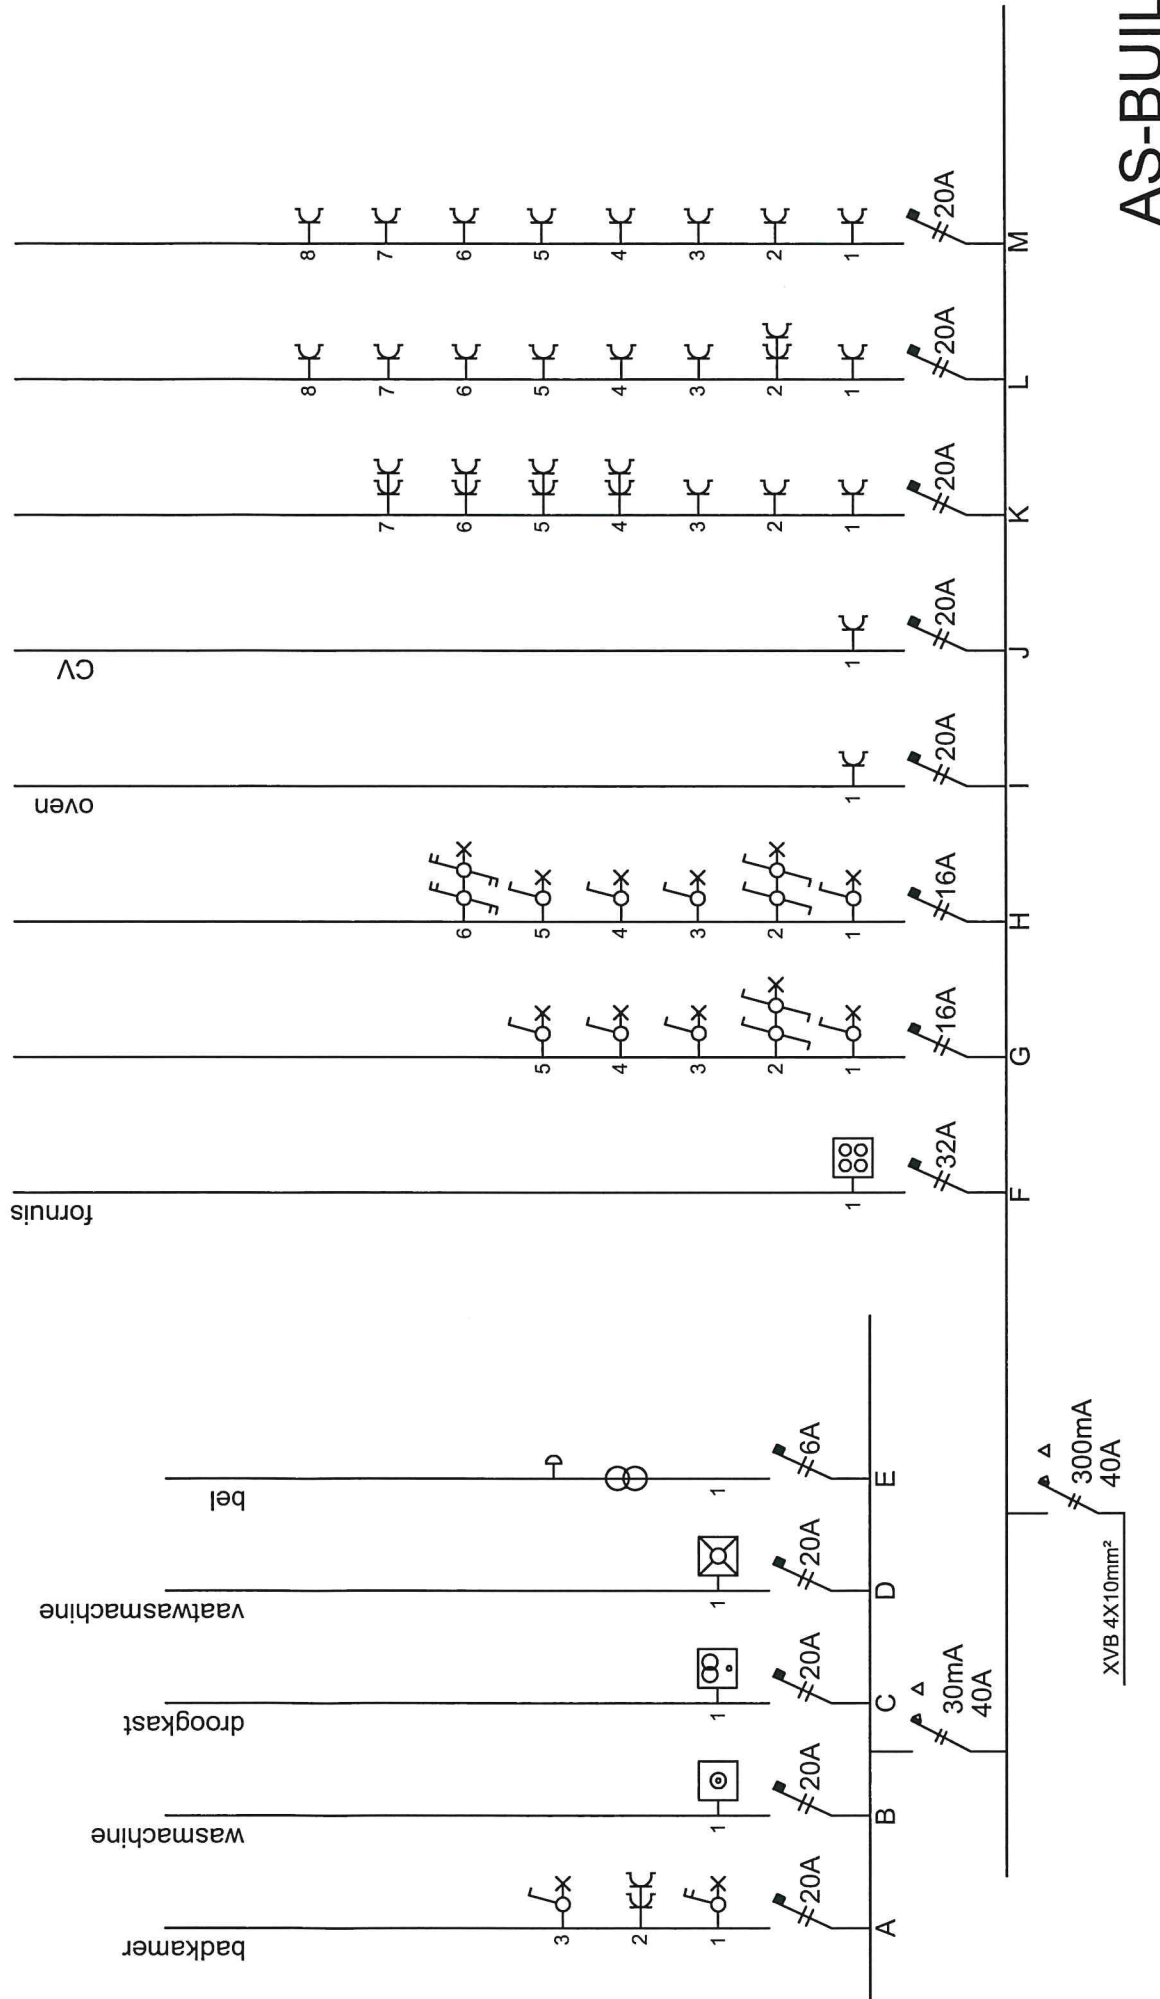 badkamer
3
2
1
20A
A
wasmachine
1
20A
B
droogkast
1
20A
C
vaatwasmachine
1
20A
D
bel
1
6A
E
30mA
40A
XVB 4X10mm²
300mA
40A
fornuis
1
32A
F
5
4
3
2
1
16A
G
6
5
4
3
2
1
16A
H
oven
1
20A
I
CV
1
20A
J
7
6
5
4
3
2
1
20A
K
8
7
6
5
4
3
2
1
20A
L
8
7
6
5
4
3
2
1
20A
M
AS-BUIL